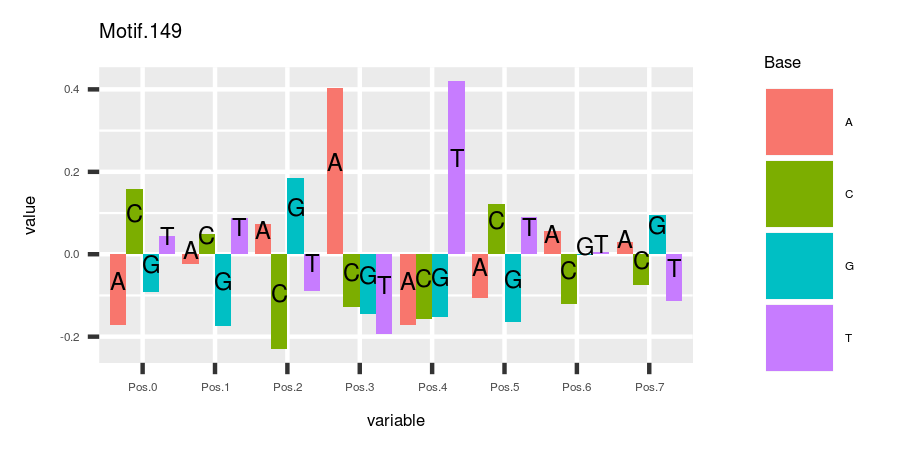 Motif.149
value
0.4
0.2
0.0
-0.2
A C G T
A C G T
A C G T
A C G T
A C G T
A C G T
A C G T
A C G T
Pos.0 Pos.1 Pos.2 Pos.3 Pos.4 Pos.5 Pos.6 Pos.7
variable
Base
A
C
G
T